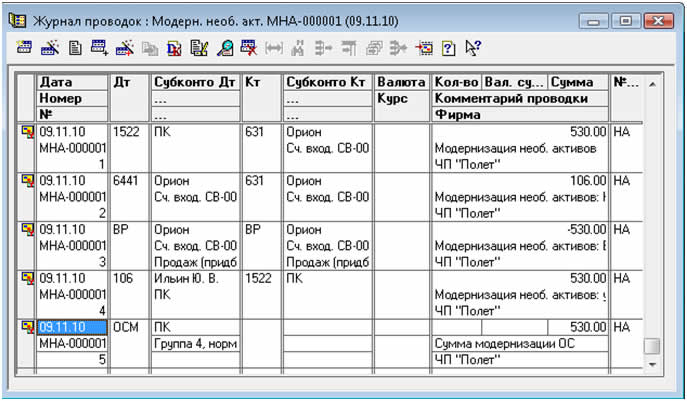 Журнал проводок : Модерн. необ. акт. МНА-000001 (09.11.10)
Дата Дт Субконто Дт Кт Субконто Кт Валюта Кол-во Вал. су... Сумма №...
Номер ... ... Курс Комментарий проводки
№ ... ... Фирма
09.11.10 1522 ПК 631 Орион 530.00 НА
МНА-000001 Сч. вход. СВ-00 Модернизация необ. активов
1 ЧП "Полет"
09.11.10 6441 Орион 631 Орион 106.00 НА
МНА-000001 Сч. вход. СВ-00 Сч. вход. СВ-00 Модернизация необ. активов:
2 ЧП "Полет"
09.11.10 ВР Орион ВР Орион -530.00 НА
МНА-000001 Сч. вход. СВ-00 Сч. вход. СВ-00 Модернизация необ. активов:
3 Продаж (придб Продаж (придб ЧП "Полет"
09.11.10 106 Ильин Ю. В. 1522 ПК 530.00 НА
МНА-000001 ПК Модернизация необ. активов:
4 ЧП "Полет"
09.11.10 ОСМ ПК 530.00 НА
МНА-000001 Группа 4, норм Сумма модернизации ОС
5 ЧП "Полет"